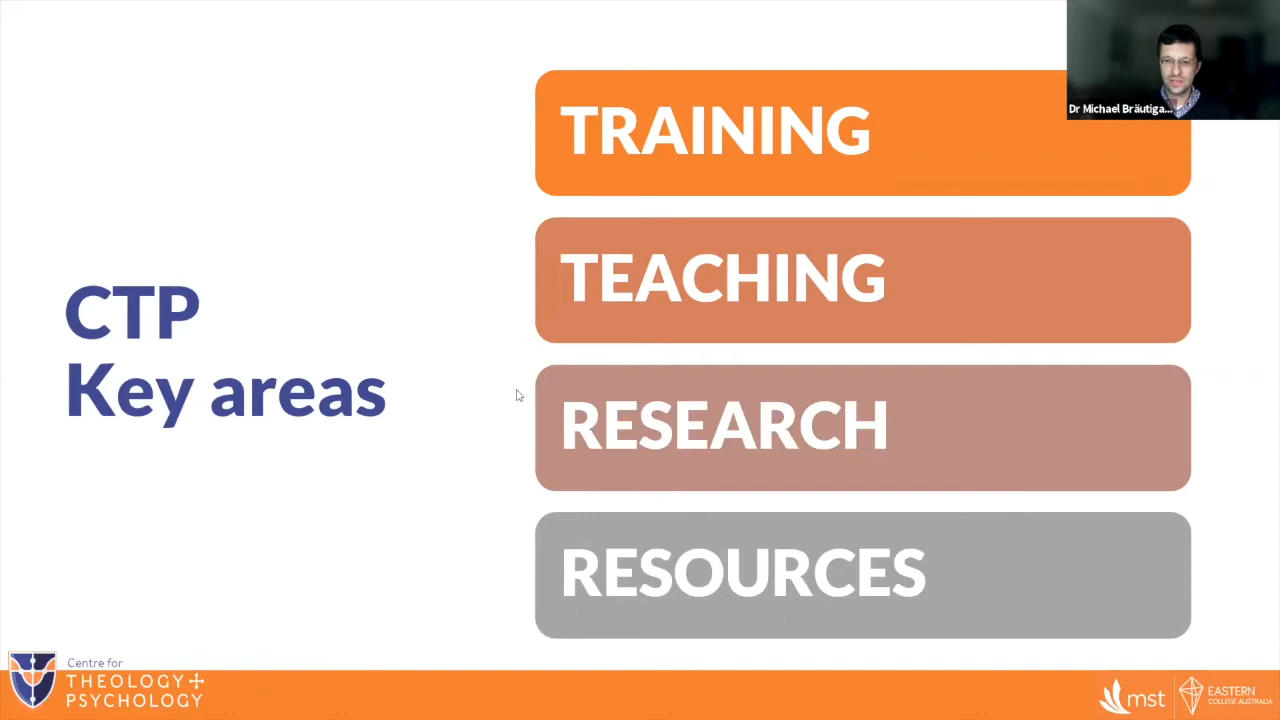 Dr Michael Bräutiga...
TRAINING
TEACHING
CTP
Key areas
RESEARCH
RESOURCES
Centre for
THEOLOGY+
PSYCHOLOGY
mst
EASTERN
COLLEGE AUSTRALIA